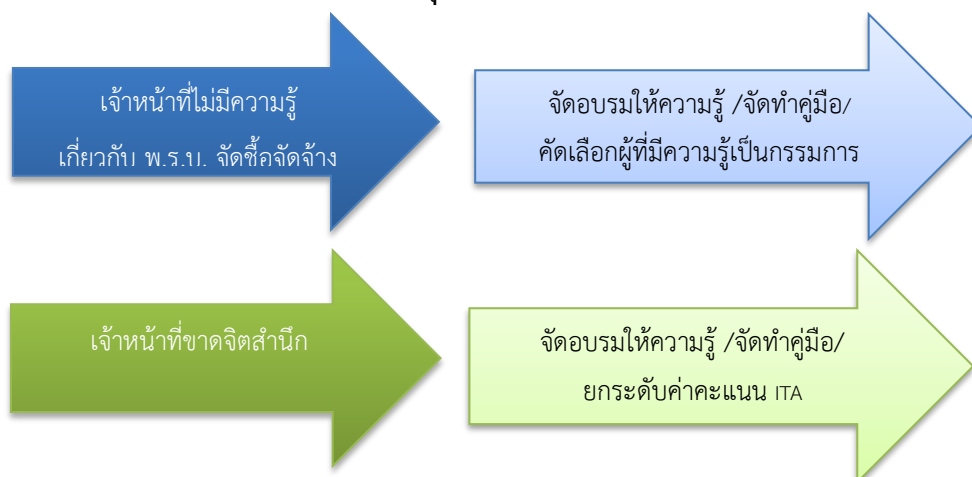 เจ้าหน้าที่ไม่มีความรู้
เกี่ยวกับ พ.ร.บ. จัดซื้อจัดจ้าง
จัดอบรมให้ความรู้ /จัดทำคู่มือ/
คัดเลือกผู้ที่มีความรู้เป็นกรรมการ
เจ้าหน้าที่ขาดจิตสำนึก
จัดอบรมให้ความรู้ /จัดทำคู่มือ/
ยกระดับค่าคะแนน ITA